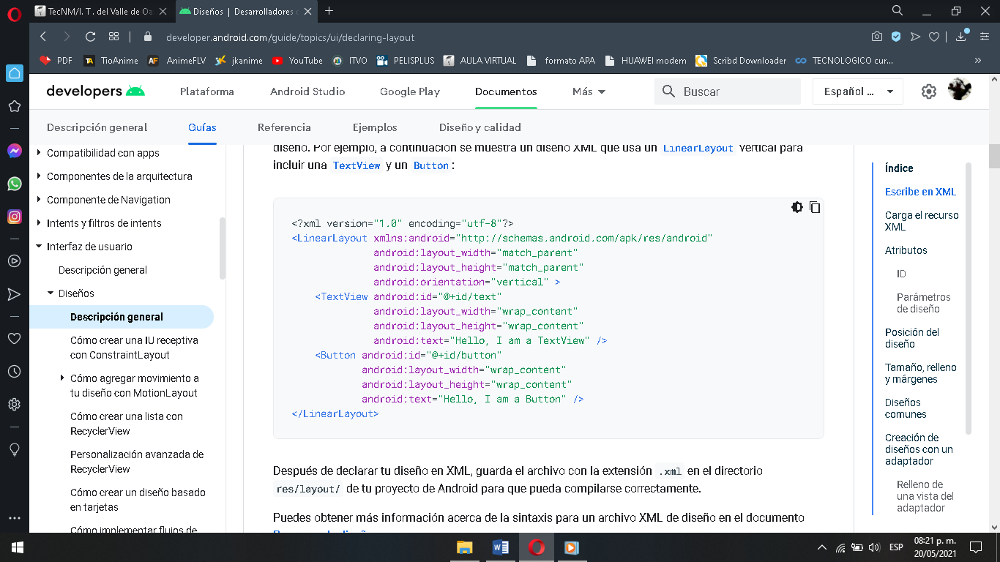 TecNM/I. T. del Valle de Oa
Diseños | Desarrolladores
developer.android.com/guide/topics/ui/declaring-layout
PDF TioAnime AnimeFLV jkanime YouTube ITVO PELISPLUS AULA VIRTUAL formato APA HUAWEI modem Scribd Downloader TECNOLOGICO cur... »
developers Plataforma Android Studio Google Play Documentos Más Buscar Español ...
Descripción general Guías Referencia Ejemplos Diseño y calidad
Compatibilidad con apps
Componentes de la arquitectura
Componente de Navigation
Intents y filtros de intents
Interfaz de usuario
Descripción general
Diseños
Descripción general
Cómo crear una IU receptiva
con ConstraintLayout
Cómo agregar movimiento a
tu diseño con MotionLayout
Cómo crear una lista con
RecyclerView
Personalización avanzada de
RecyclerView
Cómo crear un diseño basado
en tarjetas
Cómo implementar flujos de
diseño. Por ejemplo, a continuación se muestra un diseño XML que usa un LinearLayout vertical para
incluir una TextView y un Button:
<?xml version="1.0" encoding="utf-8"?>
<LinearLayout xmlns:android="http://schemas.android.com/apk/res/android"
android:layout_width="match_parent"
android:layout_height="match_parent"
android:orientation="vertical" >
<TextView android:id="@+id/text"
android:layout_width="wrap_content"
android:layout_height="wrap_content"
android:text="Hello, I am a TextView" />
<Button android:id="@+id/button"
android:layout_width="wrap_content"
android:layout_height="wrap_content"
android:text="Hello, I am a Button" />
</LinearLayout>
Después de declarar tu diseño en XML, guarda el archivo con la extensión .xml en el directorio
res/layout/ de tu proyecto de Android para que pueda compilarse correctamente.
Puedes obtener más información acerca de la sintaxis para un archivo XML de diseño en el documento
Índice
Escribe en XML
Carga el recurso
XML
Atributos
ID
Parámetros
de diseño
Posición del
diseño
Tamaño, relleno
y márgenes
Diseños
comunes
Creación de
diseños con un
adaptador
Relleno de
una vista del
adaptador
ESP
08:21 p. m.
20/05/2021